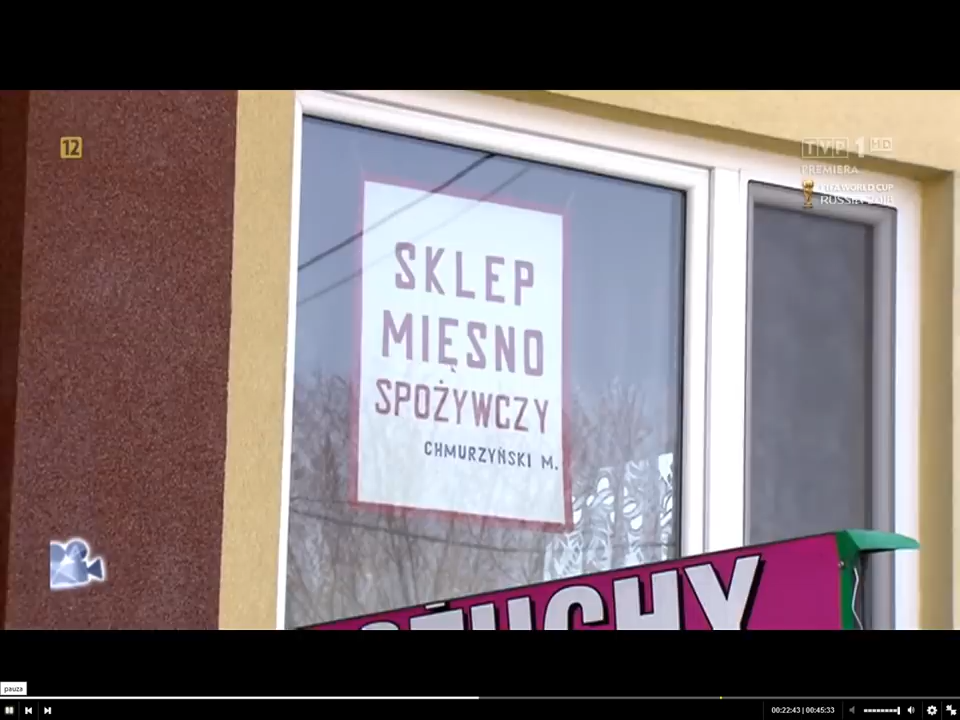 12
TVP 1 HD
PREMIERA
FIFA WORLD CUP
RUSSIA 2018
SKLEP
MIĘSNO
SPOŻYWCZY
CHMURZYŃSKI M.
pauza
00:22:43 | 00:45:33